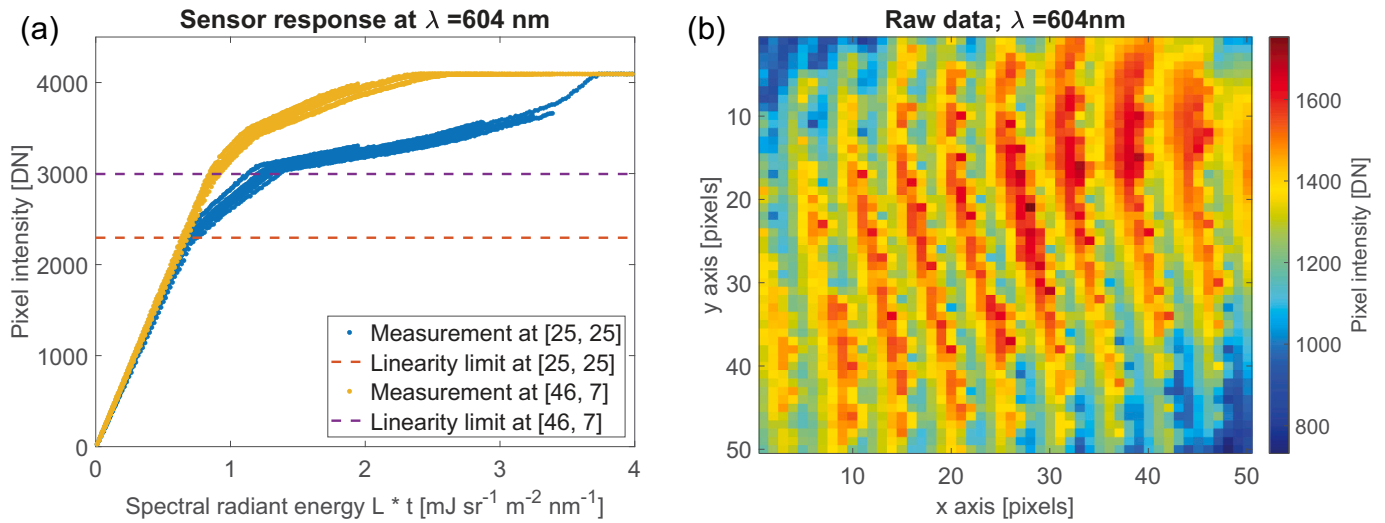 (a)
Sensor response at λ =604 nm
Pixel intensity [DN]
4000
3000
2000
1000
0
0 1 2 3 4
Spectral radiant energy L * t [mJ sr⁻¹ m⁻² nm⁻¹]
Measurement at [25, 25]
Linearity limit at [25, 25]
Measurement at [46, 7]
Linearity limit at [46, 7]
(b)
Raw data; λ =604nm
y axis [pixels]
10
20
30
40
50
10 20 30 40 50
x axis [pixels]
1600
1400
1200
1000
800
Pixel intensity [DN]